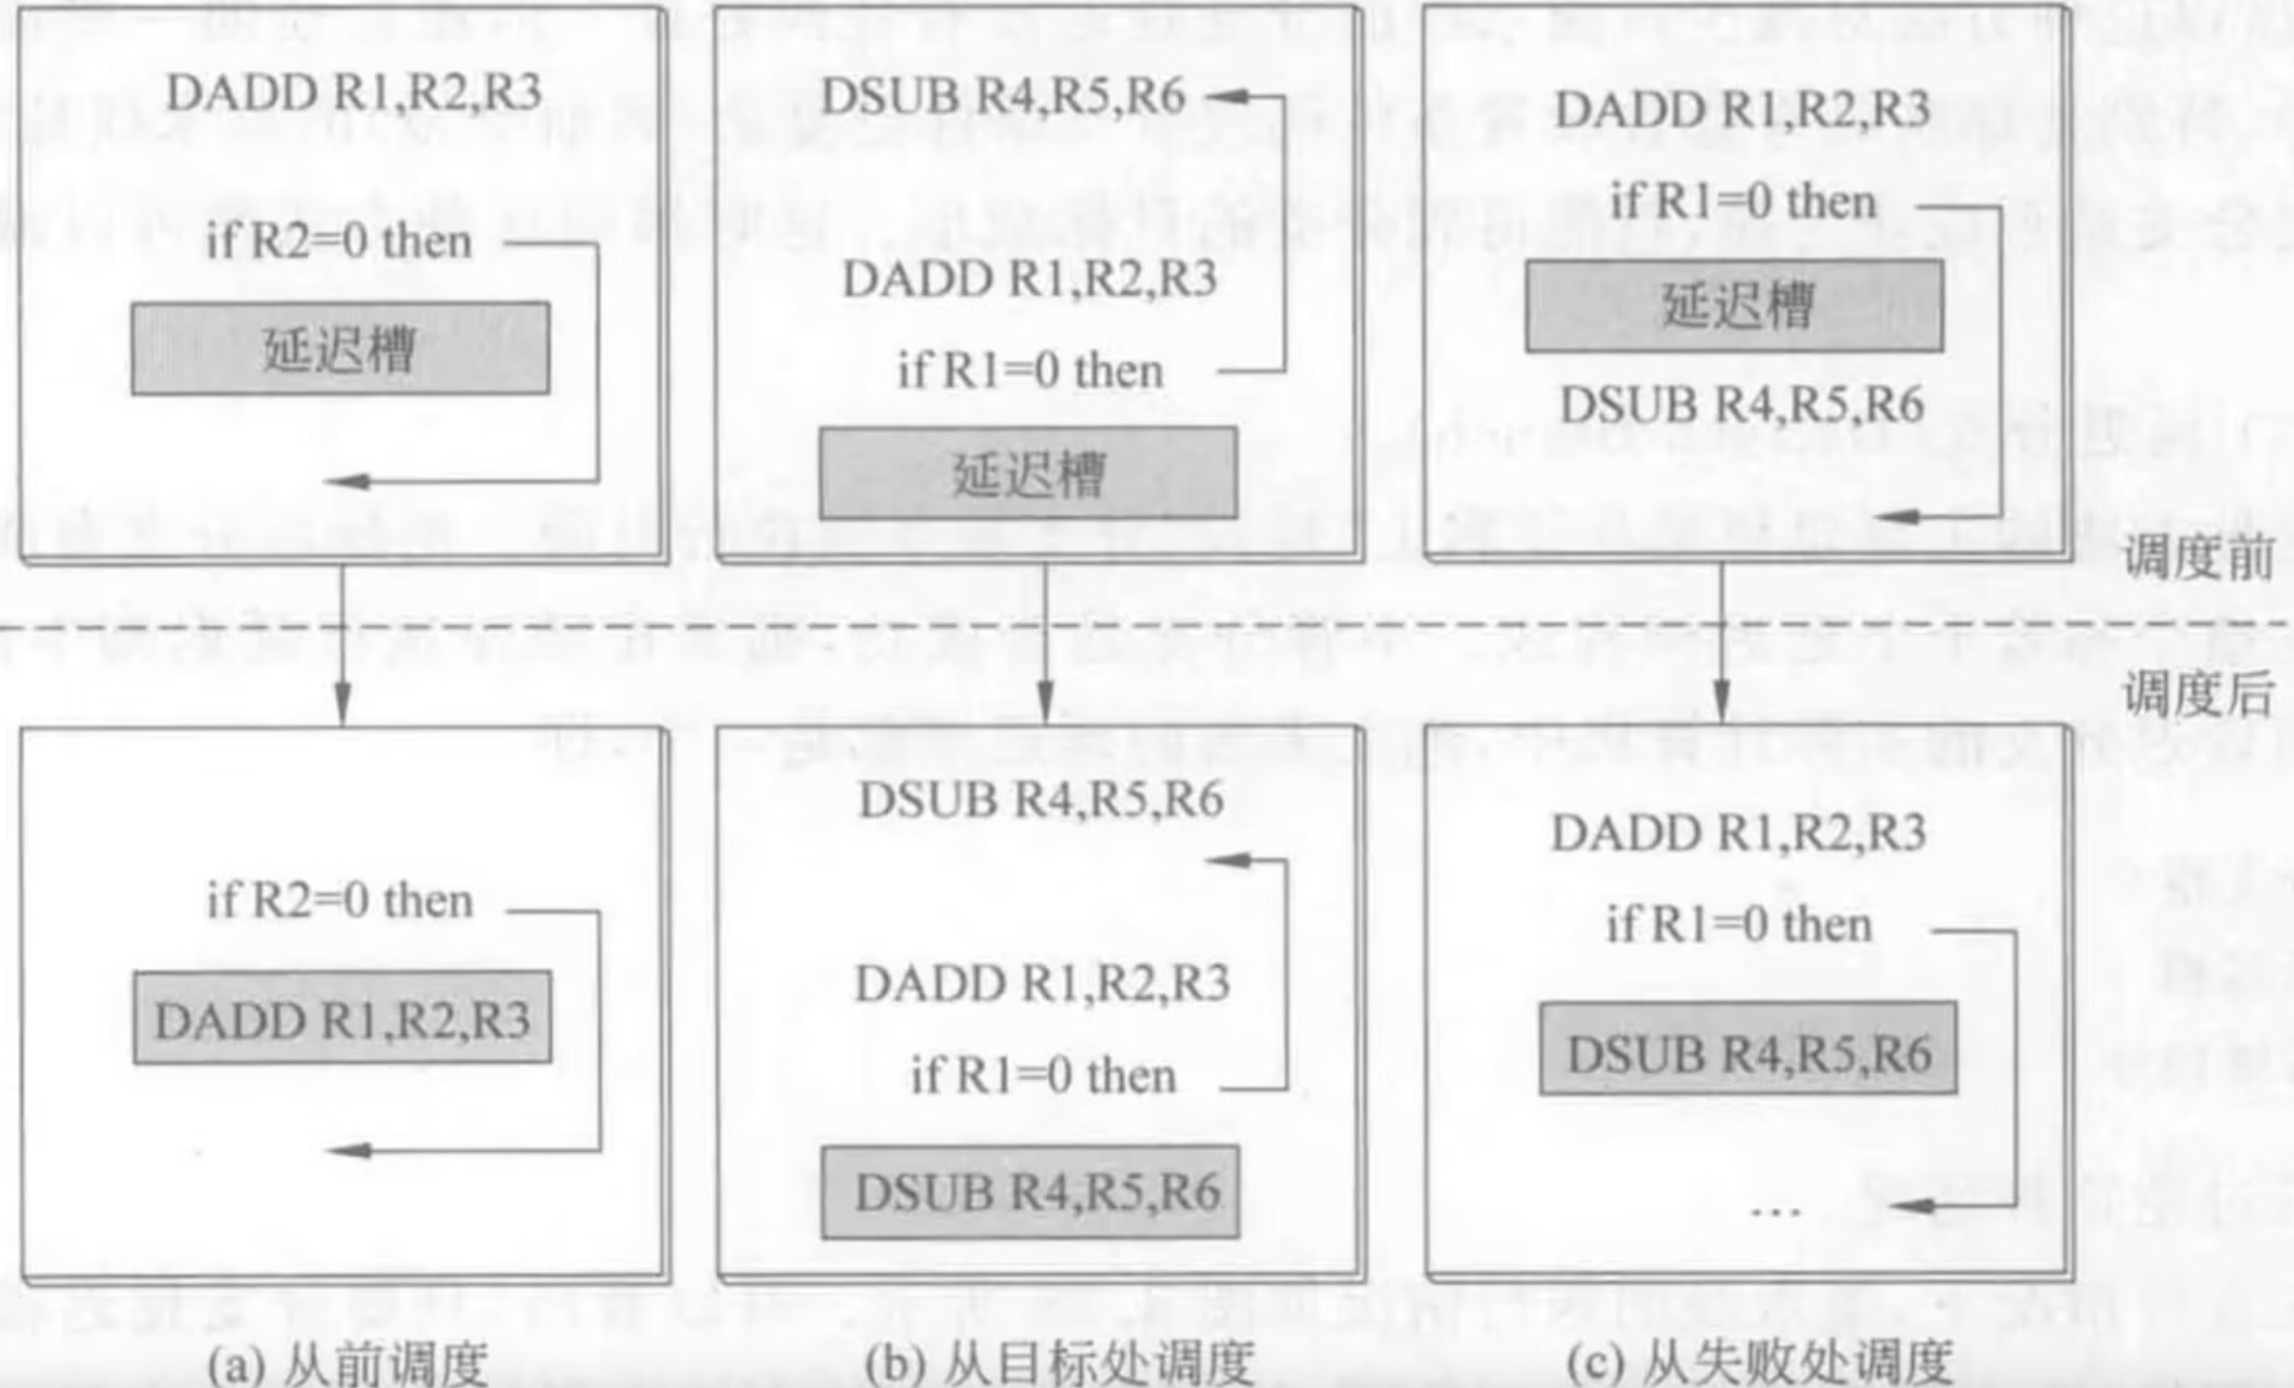 DADD R1,R2,R3
if R2=0 then
延迟槽
DSUB R4,R5,R6
DADD R1,R2,R3
if R1=0 then
延迟槽
DADD R1,R2,R3
if R1=0 then
延迟槽
DSUB R4,R5,R6
调度前
调度后
if R2=0 then
DADD R1,R2,R3
DSUB R4,R5,R6
DADD R1,R2,R3
if R1=0 then
DSUB R4,R5,R6
DADD R1,R2,R3
if R1=0 then
DSUB R4,R5,R6
...
(a) 从前调度
(b) 从目标处调度
(c) 从失败处调度